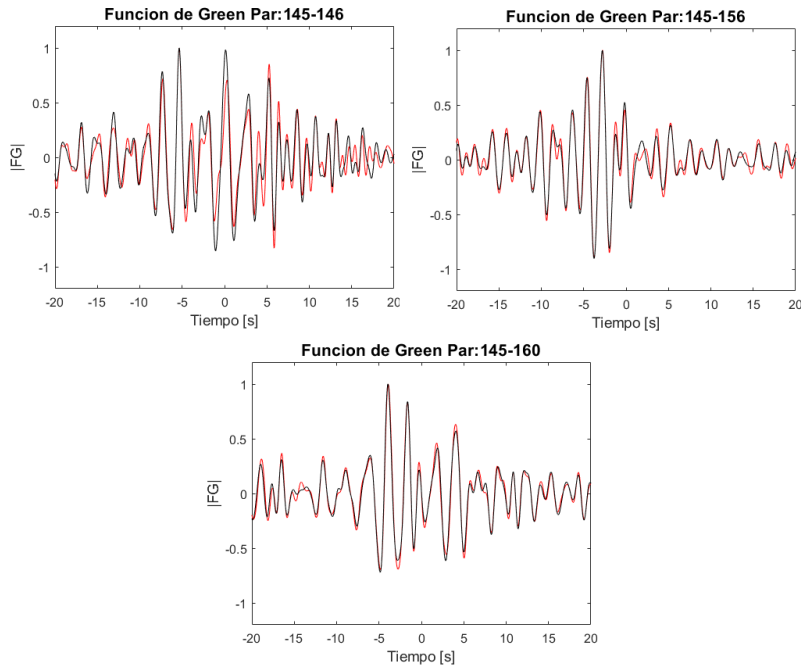 Funcion de Green Par:145-146
|FG|
1
0.5
0
-0.5
-1
-20 -15 -10 -5 0 5 10 15 20
Tiempo [s]
Funcion de Green Par:145-156
|FG|
1
0.5
0
-0.5
-1
-20 -15 -10 -5 0 5 10 15 20
Tiempo [s]
Funcion de Green Par:145-160
|FG|
1
0.5
0
-0.5
-1
-20 -15 -10 -5 0 5 10 15 20
Tiempo [s]